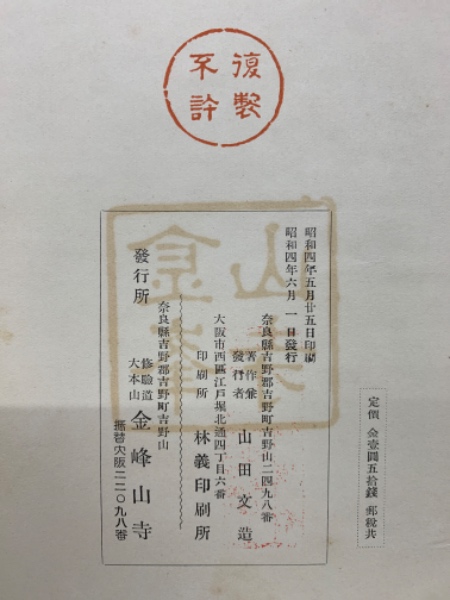 復製
不許
昭和四年五月廿五日印刷
昭和四年六月一日發行
奈良縣吉野郡吉野町吉野山二四九八番
著作兼
發行者
山田文造
大阪市西區江戸堀北通四丁目六番
印刷所 林義印刷所
奈良縣吉野郡吉野町吉野山
發行所
修驗道
大本山
金峰山寺
振替大阪二二〇九八番
定價 金壹圓五拾錢 郵税共